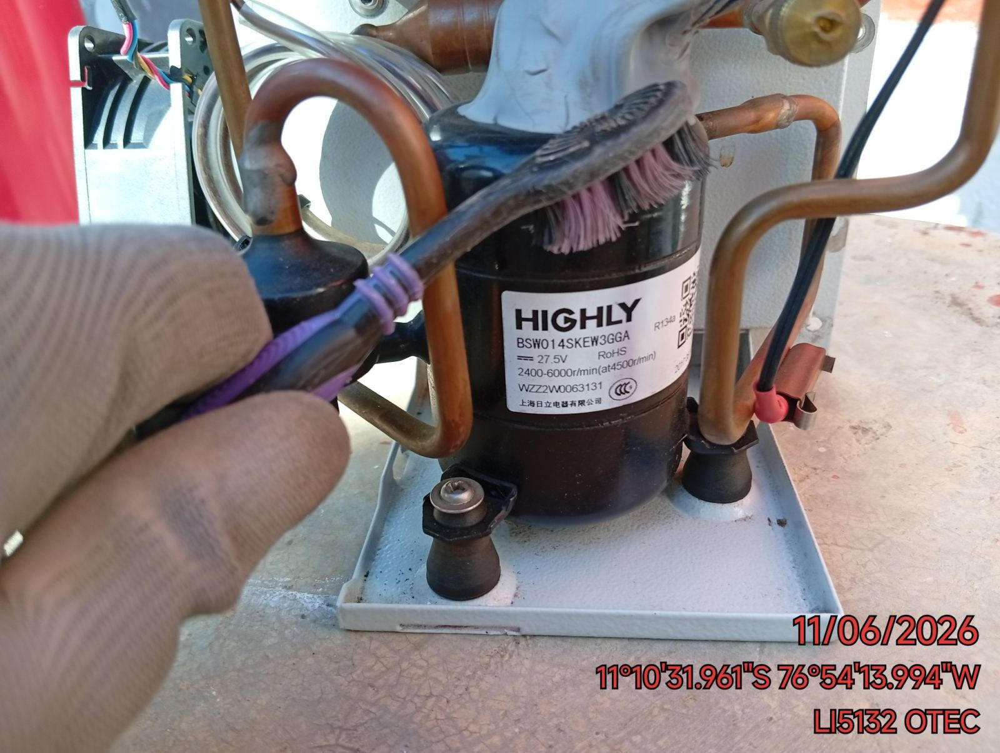 HIGHLY
R134a
BSW014SKEW3GGA
27.5V RoHS
2400-6000r/min(at4500r/min)
WZZ2W0063131
CCC S
上海日立电器有限公司
11/06/2026
11°10'31.961"S 76°54'13.994"W
LI5132 OTEC